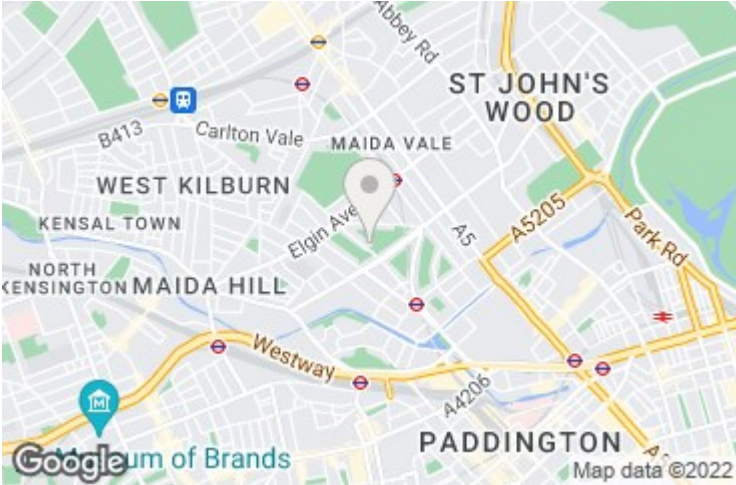 Abbey Rd
ST JOHN'S
WOOD
B413
Carlton Vale
MAIDA VALE
WEST KILBURN
Elgin Ave
A5
A5205
Park Rd
KENSAL TOWN
NORTH
KENSINGTON
MAIDA HILL
Westway
A4206
PADDINGTON
M
of Brands
Google
Map data ©2022